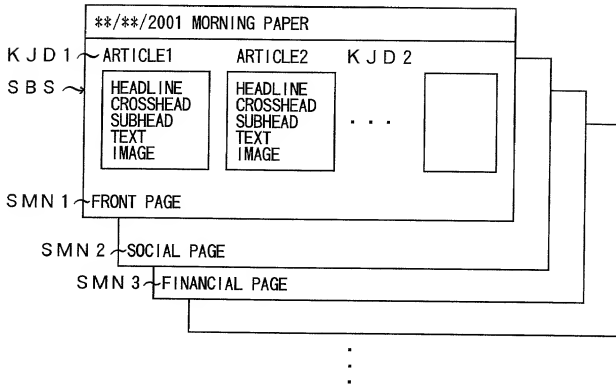 **/**/2001 MORNING PAPER
KJD1 ARTICLE1 ARTICLE2 KJD2
SBS
HEADLINE HEADLINE
CROSSHEAD CROSSHEAD
SUBHEAD SUBHEAD
TEXT TEXT
IMAGE IMAGE
...
SMN1 FRONT PAGE
SMN2 SOCIAL PAGE
SMN3 FINANCIAL PAGE